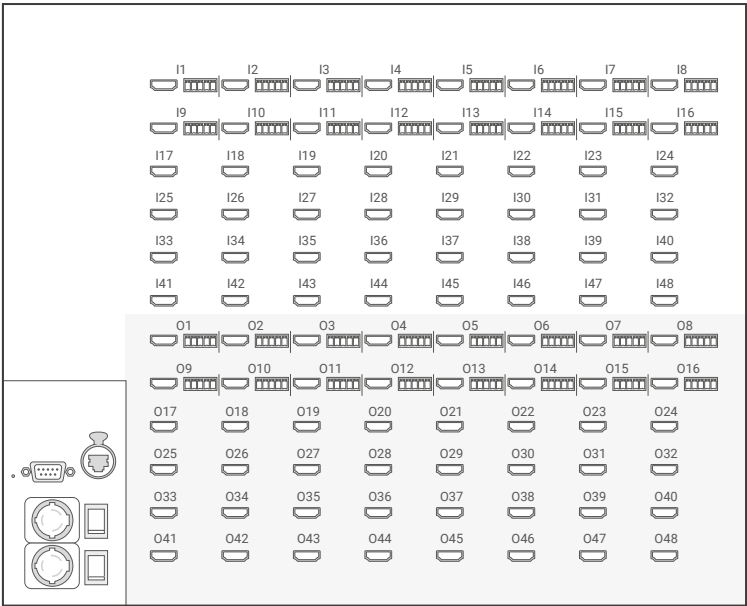 I1 I2 I3 I4 I5 I6 I7 I8
I9 I10 I11 I12 I13 I14 I15 I16
I17 I18 I19 I20 I21 I22 I23 I24
I25 I26 I27 I28 I29 I30 I31 I32
I33 I34 I35 I36 I37 I38 I39 I40
I41 I42 I43 I44 I45 I46 I47 I48
O1 O2 O3 O4 O5 O6 O7 O8
O9 O10 O11 O12 O13 O14 O15 O16
O17 O18 O19 O20 O21 O22 O23 O24
O25 O26 O27 O28 O29 O30 O31 O32
O33 O34 O35 O36 O37 O38 O39 O40
O41 O42 O43 O44 O45 O46 O47 O48